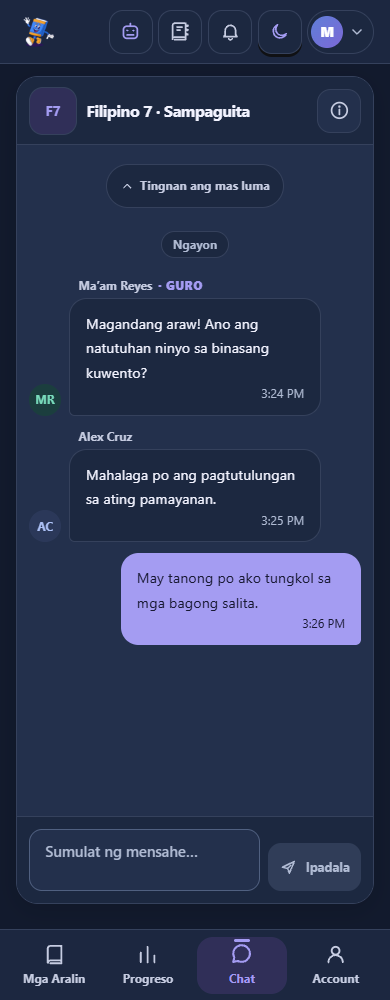 M
F7
Filipino 7 · Sampaguita
Tingnan ang mas luma
Ngayon
Ma'am Reyes · GURO
Magandang araw! Ano ang
natutuhan ninyo sa binasang
kuwento?
3:24 PM
MR
Alex Cruz
Mahalaga po ang pagtutulungan
sa ating pamayanan.
3:25 PM
AC
May tanong po ako tungkol sa
mga bagong salita.
3:26 PM
Sumulat ng mensahe...
Ipadala
Mga Aralin
Progreso
Chat
Account